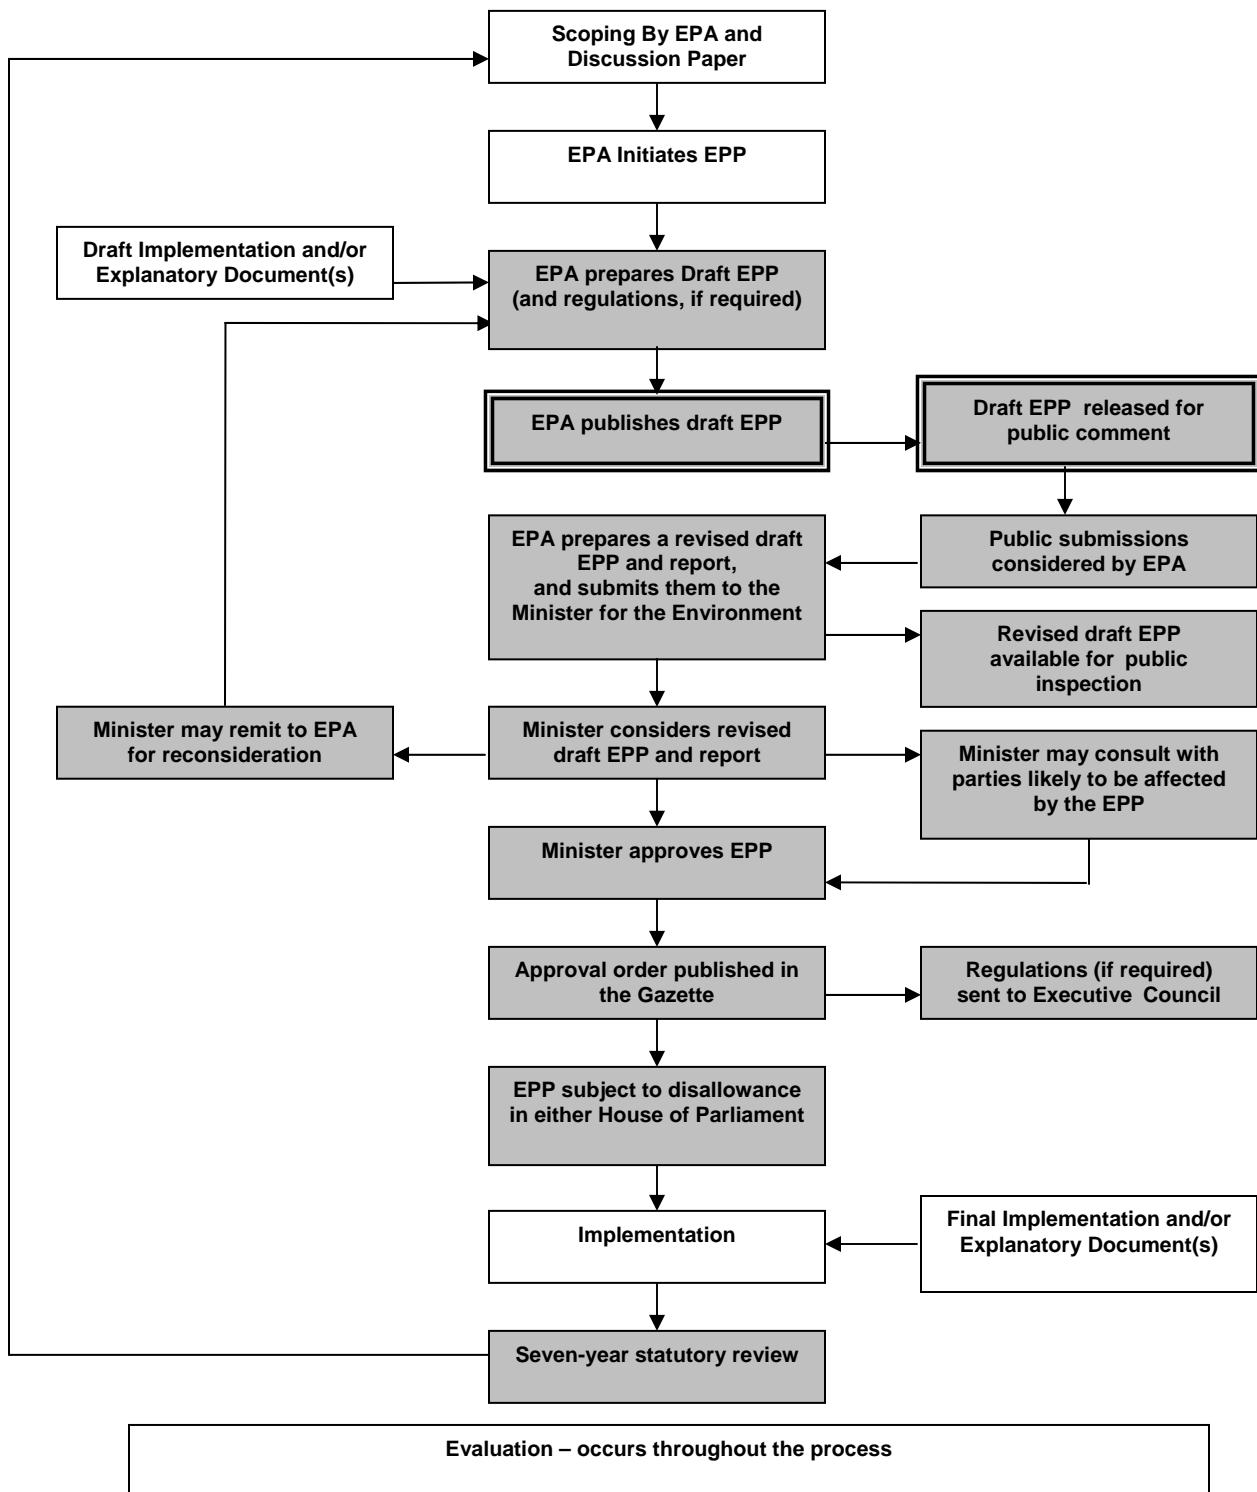 Scoping By EPA and
Discussion Paper
EPA Initiates EPP
Draft Implementation and/or
Explanatory Document(s)
EPA prepares Draft EPP
(and regulations, if required)
EPA publishes draft EPP
Draft EPP released for
public comment
EPA prepares a revised draft
EPP and report,
and submits them to the
Minister for the Environment
Public submissions
considered by EPA
Revised draft EPP
available for public
inspection
Minister may remit to EPA
for reconsideration
Minister considers revised
draft EPP and report
Minister may consult with
parties likely to be affected
by the EPP
Minister approves EPP
Approval order published in
the Gazette
Regulations (if required)
sent to Executive Council
EPP subject to disallowance
in either House of Parliament
Implementation
Final Implementation and/or
Explanatory Document(s)
Seven-year statutory review
Evaluation – occurs throughout the process